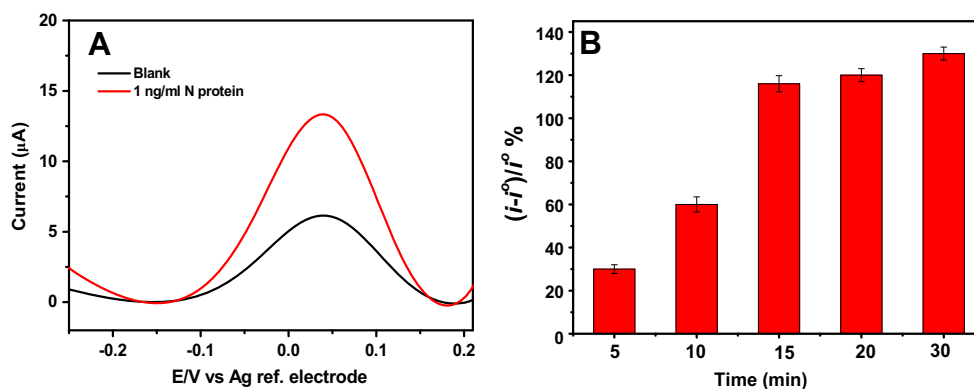 A
Blank
1 ng/ml N protein
Current (µA)
20
15
10
5
0
-0.2 -0.1 0.0 0.1 0.2
E/V vs Ag ref. electrode
B
(i-iº)/iº %
140
120
100
80
60
40
20
0
5 10 15 20 30
Time (min)